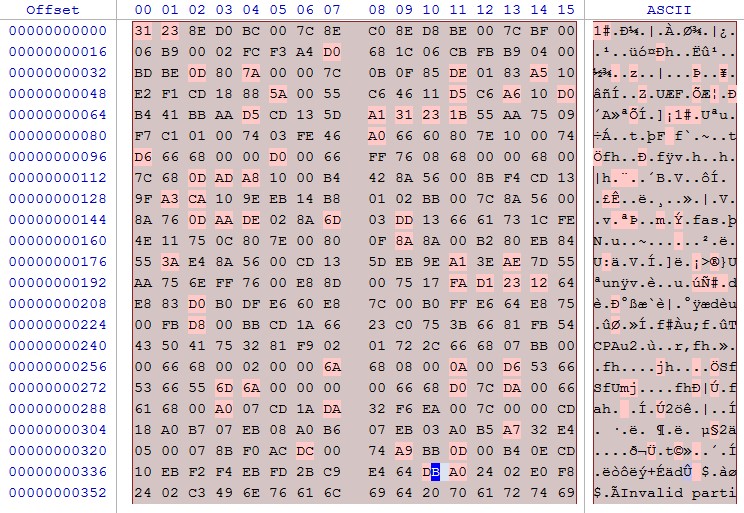 Offset 00 01 02 03 04 05 06 07 08 09 10 11 12 13 14 15 ASCII
00000000000 31 23 8E D0 BC 00 7C 8E C0 8E D8 BE 00 7C BF 00 1#.Ð¼.|.À.Ø¾.|¿.
00000000016 06 B9 00 02 FC F3 A4 D0 68 1C 06 CB FB B9 04 00 .¹..üó¤Ðh..Ëû¹..
00000000032 BD BE 0D 80 7A 00 00 7C 0B 0F 85 DE 01 83 A5 10 ½¾..z..|...Þ..¥.
00000000048 E2 F1 CD 18 88 5A 00 55 C6 46 11 D5 C6 A6 10 D0 âñÍ..Z.UÆF.ÕÆ¦.Ð
00000000064 B4 41 BB AA D5 CD 13 5D A1 31 23 1B 55 AA 75 09 ´A»ªÕÍ.]¡1#.Uªu.
00000000080 F7 C1 01 00 74 03 FE 46 A0 66 60 80 7E 10 00 74 ÷Á..t.þF f`.~..t
00000000096 D6 66 68 00 00 D0 00 66 FF 76 08 68 00 00 68 00 Öfh..Ð.fÿv.h..h.
00000000112 7C 68 0D AD A8 10 00 B4 42 8A 56 00 8B F4 CD 13 |h.­¨..´B.V..ôÍ.
00000000128 9F A3 CA 10 9E EB 14 B8 01 02 BB 00 7C 8A 56 00 .£Ê..ë.¸..».|.V.
00000000144 8A 76 0D AA DE 02 8A 6D 03 DD 13 66 61 73 1C FE .v.ªÞ..m.Ý.fas.þ
00000000160 4E 11 75 0C 80 7E 00 80 0F 8A 8A 00 B2 80 EB 84 N.u..~......².ë.
00000000176 55 3A E4 8A 56 00 CD 13 5D EB 9E A1 3E AE 7D 55 U:ä.V.Í.]ë.¡>®}U
00000000192 AA 75 6E FF 76 00 E8 8D 00 75 17 FA D1 23 12 64 ªunÿv.è..u.úÑ#.d
00000000208 E8 83 D0 B0 DF E6 60 E8 7C 00 B0 FF E6 64 E8 75 è.Ð°ßæ`è|.°ÿædèu
00000000224 00 FB D8 00 BB CD 1A 66 23 C0 75 3B 66 81 FB 54 .ûØ.»Í.f#Àu;f.ûT
00000000240 43 50 41 75 32 81 F9 02 01 72 2C 66 68 07 BB 00 CPAu2.ù..r,fh.».
00000000256 00 66 68 00 02 00 00 6A 68 08 00 0A 00 D6 53 66 .fh....jh....ÖSf
00000000272 53 66 55 6D 6A 00 00 00 00 66 68 D0 7C DA 00 66 SfUmj....fhÐ|Ú.f
00000000288 61 68 00 A0 07 CD 1A DA 32 F6 EA 00 7C 00 00 CD ah. .Í.Ú2öê.|..Í
00000000304 18 A0 B7 07 EB 08 A0 B6 07 EB 03 A0 B5 A7 32 E4 . ·.ë. ¶.ë. µ§2ä
00000000320 05 00 07 8B F0 AC DC 00 74 A9 BB 0D 00 B4 0E CD ....ð¬Ü.t©»..´.Í
00000000336 10 EB F2 F4 EB FD 2B C9 E4 64 DB A0 24 02 E0 F8 .ëòôëý+ÉädÛ $.àø
00000000352 24 02 C3 49 6E 76 61 6C 69 64 20 70 61 72 74 69 $.ÃInvalid parti